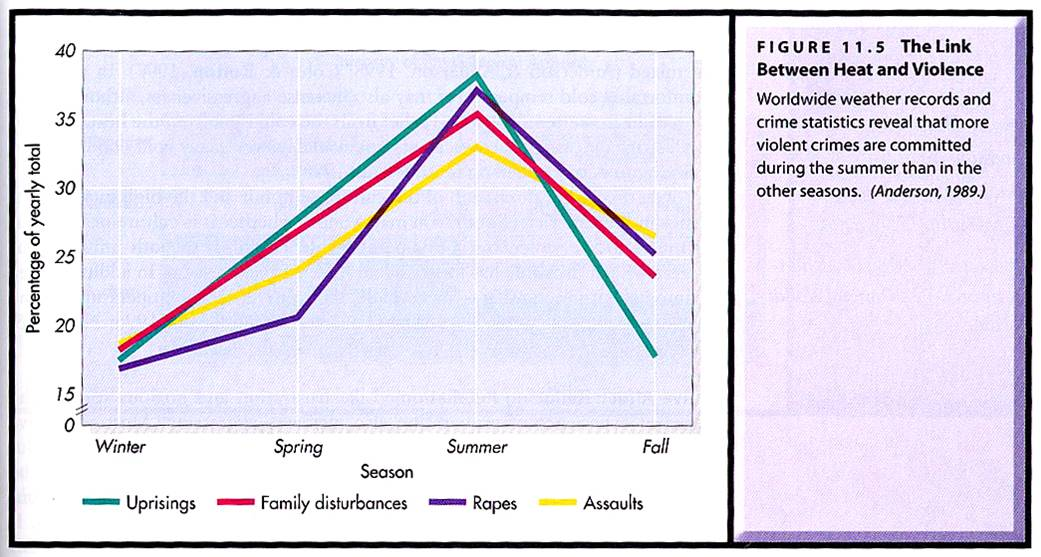 40
35
30
25
20
15
0
Percentage of yearly total
Winter Spring Summer Fall
Season
Uprisings Family disturbances Rapes Assaults
FIGURE 11.5 The Link
Between Heat and Violence
Worldwide weather records and
crime statistics reveal that more
violent crimes are committed
during the summer than in the
other seasons. (Anderson, 1989.)